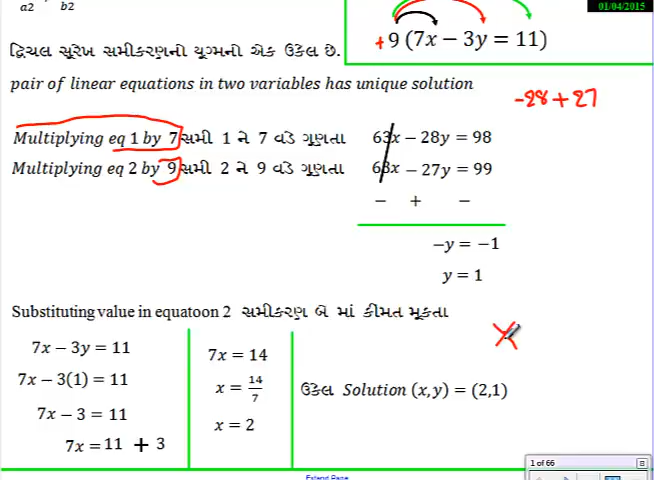 a2 b2
01/04/2015
+9 (7x − 3y = 11)
દ્વિચલ સૂરેખ સમીકરણની યૂગ્મની એક ઉકેલ છે.
pair of linear equations in two variables has unique solution
-28+27
Multiplying eq 1 by 7 સમી 1 ને 7 વડે ગૂણતા 63x − 28y = 98
Multiplying eq 2 by 9 સમી 2 ને 9 વડે ગૂણતા 63x − 27y = 99
− + −
−y = −1
y = 1
Substituting value in equatoon 2 સમીકરણ બે માં કીંમત મૂકતા
7x − 3y = 11
7x − 3(1) = 11
7x − 3 = 11
7x = 11 + 3
7x = 14
x = 14/7
x = 2
ઉકેલ Solution (x,y) = (2,1)
1 of 66
Extend Page